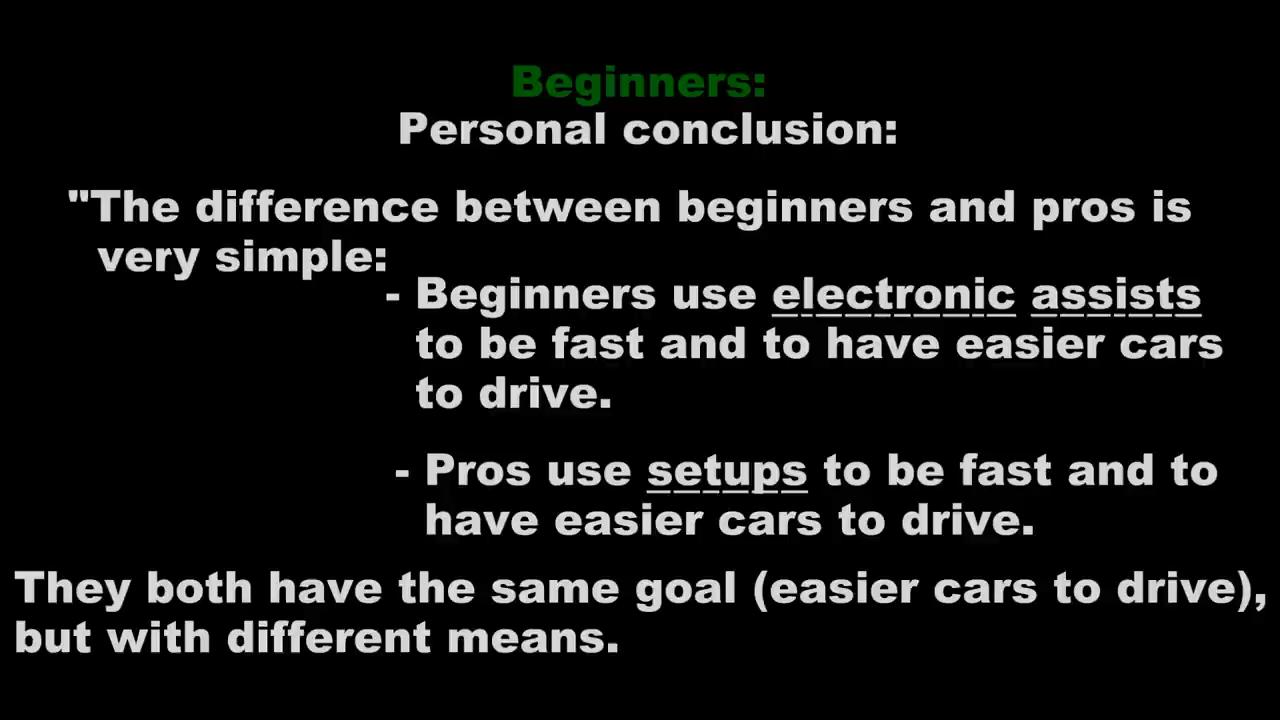 Beginners:
Personal conclusion:
"The difference between beginners and pros is
very simple:
- Beginners use electronic assists
to be fast and to have easier cars
to drive.
- Pros use setups to be fast and to
have easier cars to drive.
They both have the same goal (easier cars to drive),
but with different means.